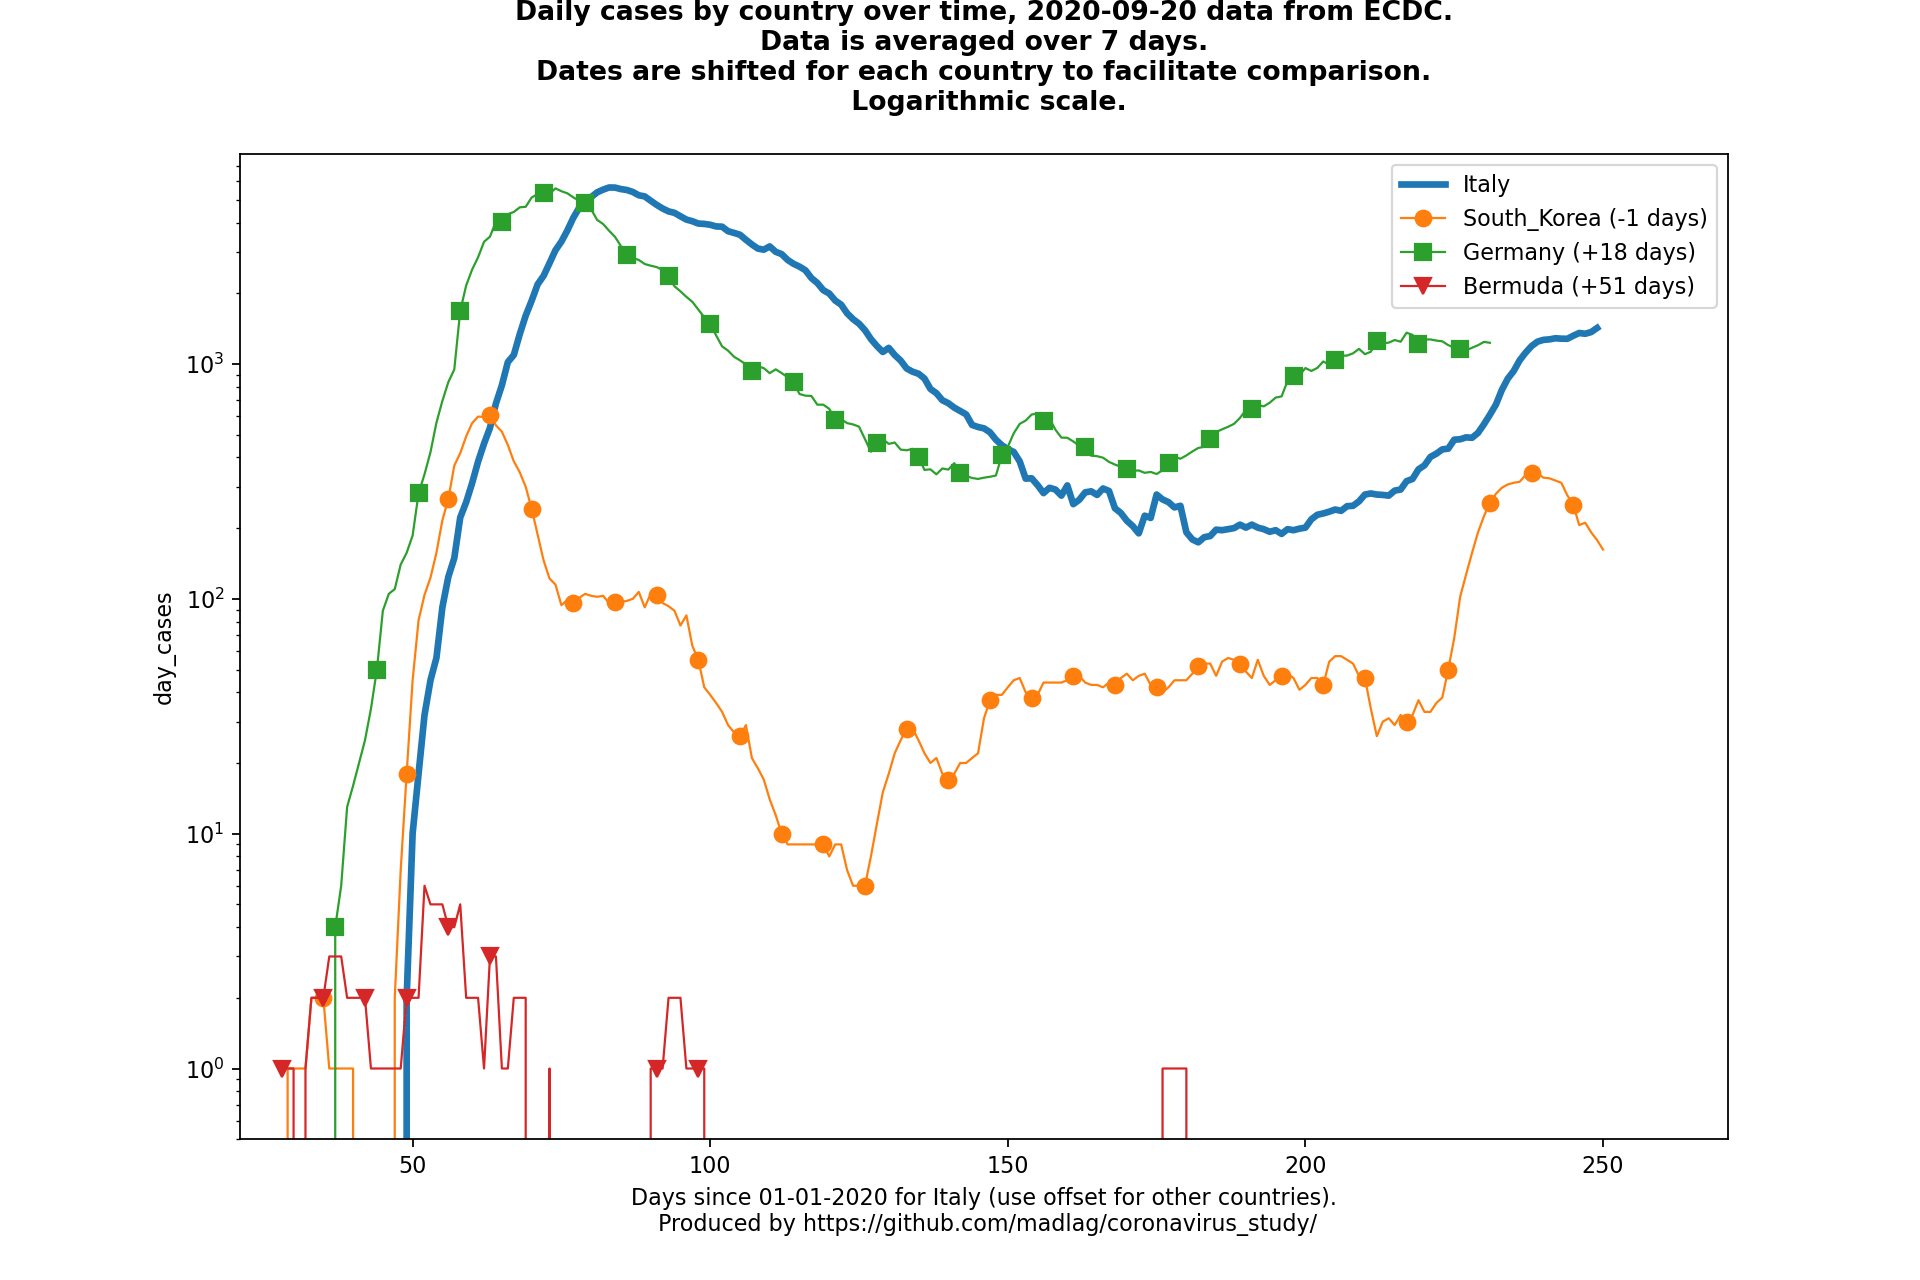 Daily cases by country over time, 2020-09-20 data from ECDC.
Data is averaged over 7 days.
Dates are shifted for each country to facilitate comparison.
Logarithmic scale.
Italy
South_Korea (-1 days)
Germany (+18 days)
Bermuda (+51 days)
day_cases
10³
10²
10¹
10⁰
50 100 150 200 250
Days since 01-01-2020 for Italy (use offset for other countries).
Produced by https://github.com/madlag/coronavirus_study/